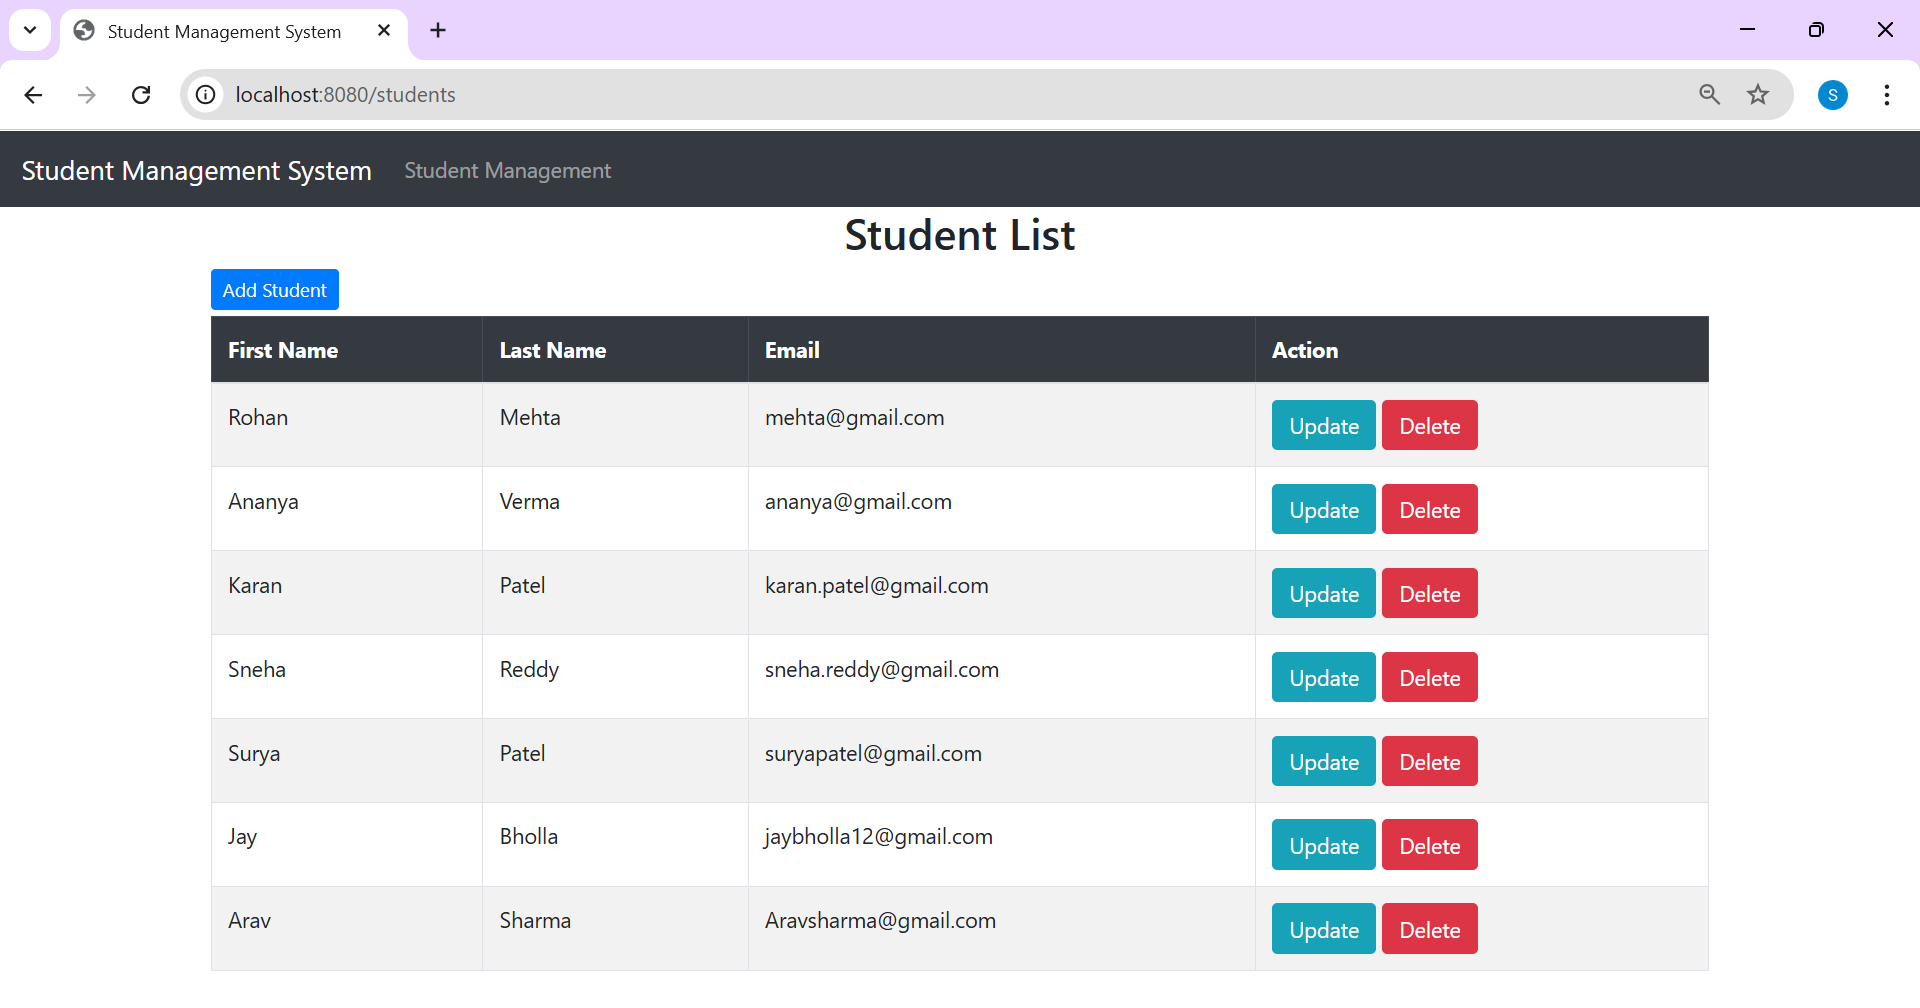 Student Management System
localhost:8080/students
S
Student Management System Student Management
Student List
Add Student
First Name Last Name Email Action
Rohan Mehta mehta@gmail.com Update Delete
Ananya Verma ananya@gmail.com Update Delete
Karan Patel karan.patel@gmail.com Update Delete
Sneha Reddy sneha.reddy@gmail.com Update Delete
Surya Patel suryapatel@gmail.com Update Delete
Jay Bholla jaybholla12@gmail.com Update Delete
Arav Sharma Aravsharma@gmail.com Update Delete